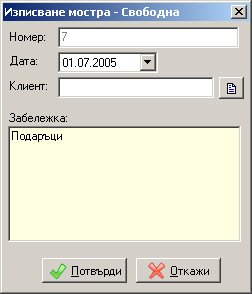 Изписване мостра - Свободна
Номер: 7
Дата: 01.07.2005
Клиент:
Забележка:
Подаръци
Потвърди Откажи